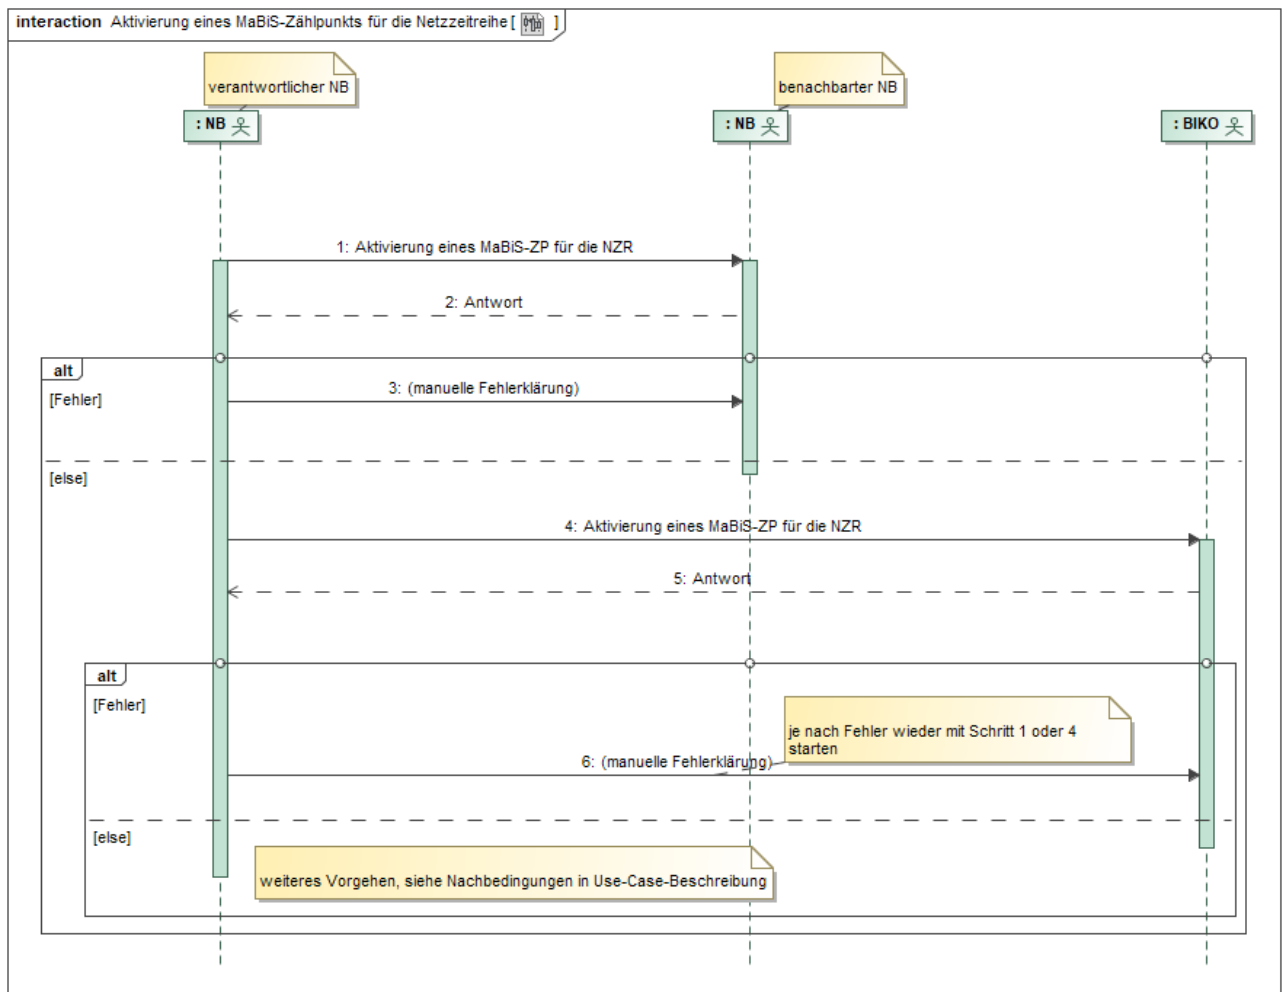 interaction Aktivierung eines MaBiS-Zählpunkts für die Netzzeitreihe [ ]
verantwortlicher NB
benachbarter NB
: NB
: NB
: BIKO
1: Aktivierung eines MaBiS-ZP für die NZR
2: Antwort
alt
[Fehler]
3: (manuelle Fehlerklärung)
[else]
4: Aktivierung eines MaBiS-ZP für die NZR
5: Antwort
alt
[Fehler]
je nach Fehler wieder mit Schritt 1 oder 4
starten
6: (manuelle Fehlerklärung)
[else]
weiteres Vorgehen, siehe Nachbedingungen in Use-Case-Beschreibung